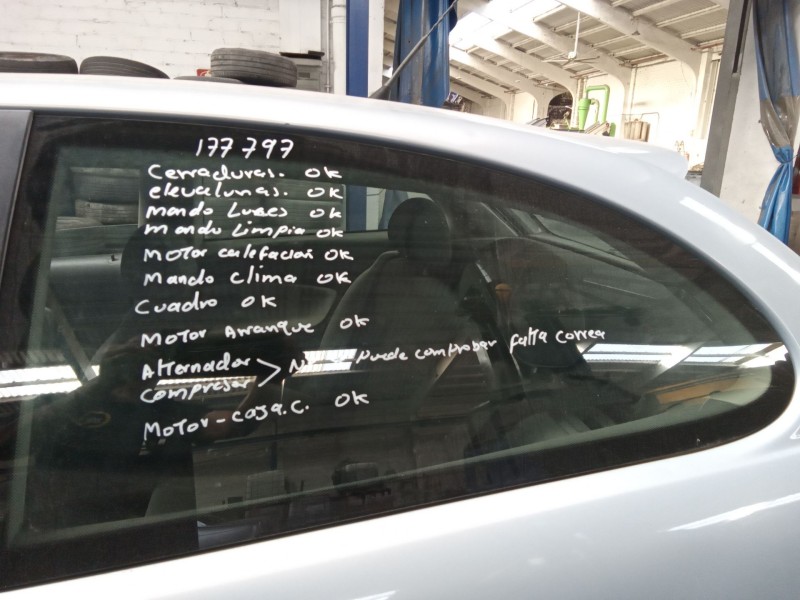 177797
Cerraduras. OK
elevalunas. OK
Mando Luces OK
Mando Limpia OK
Motor calefaccion OK
Mando Clima OK
Cuadro OK
Motor Arranque OK
Alternador > puede comprobar falta correa
Compresor
Motor-caja.C. OK